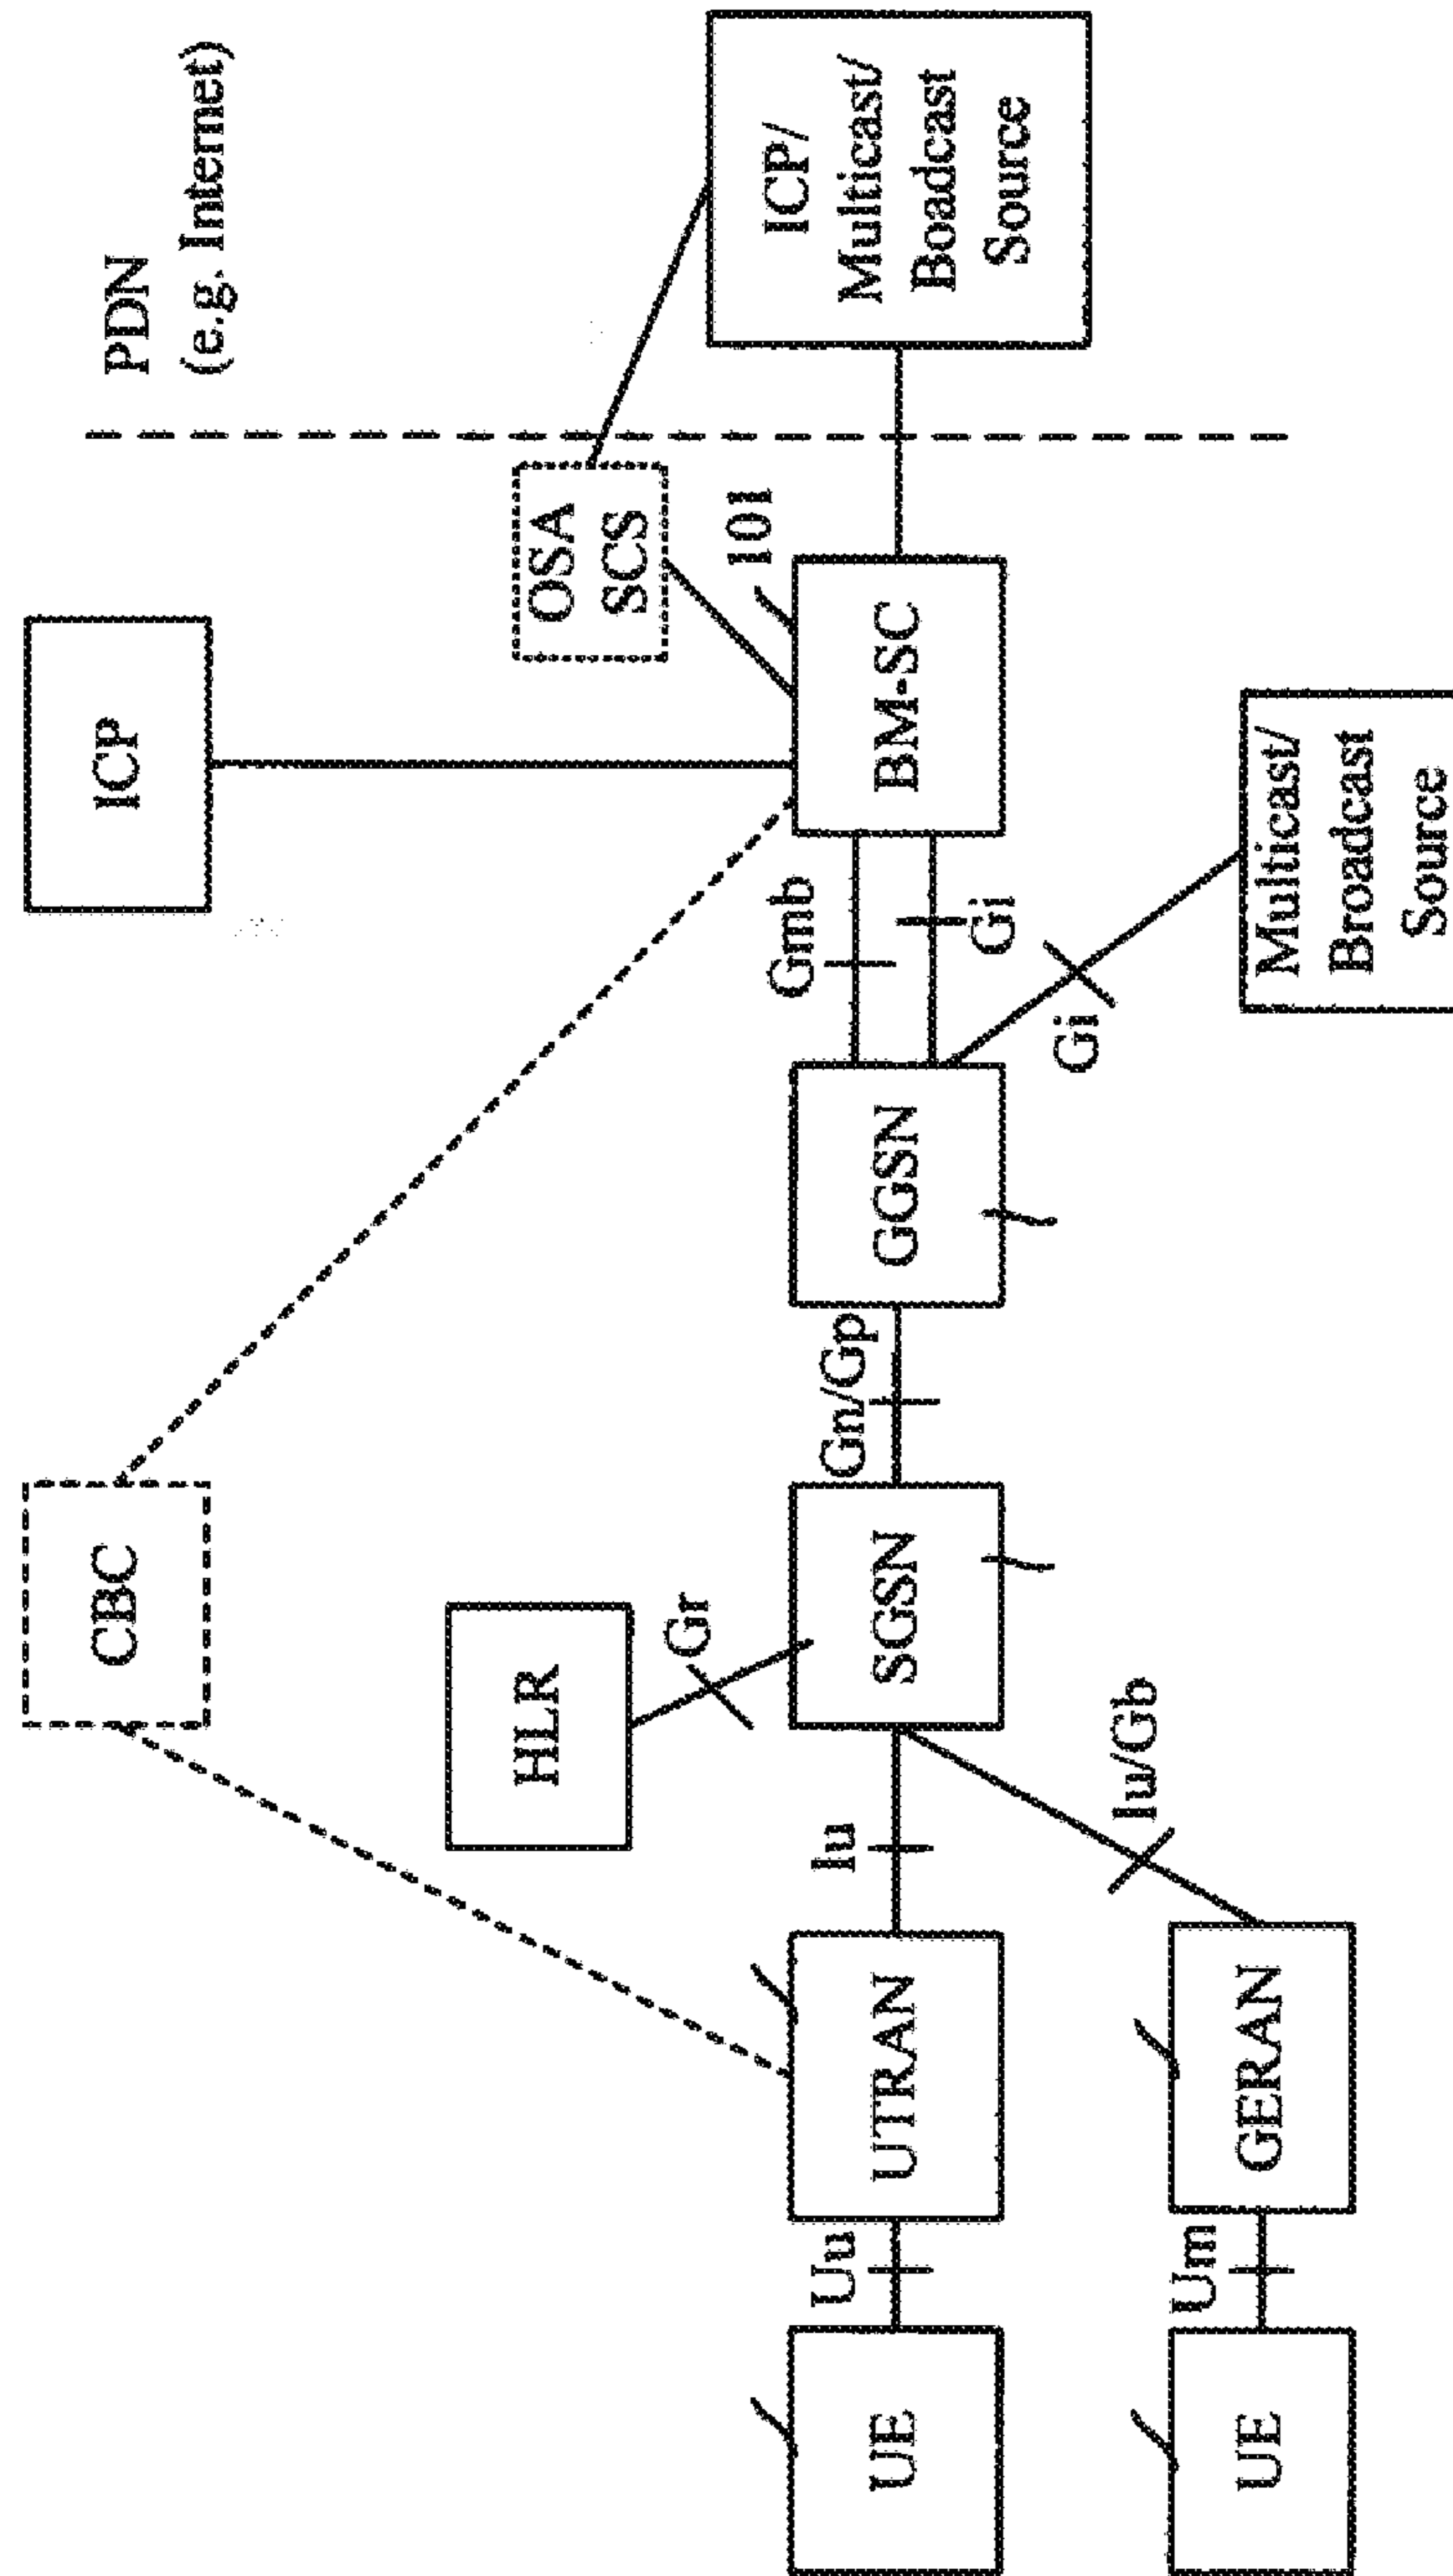 PDN
(e.g. Internet)
CBC
ICP
OSA
SCS
HLR
Gr
101
ICP/
Multicast/
Boadcast
Source
UE
Uu
UTRAN
Iu
SGSN
Gn/Gp
GGSN
Gmb
Gi
BM-SC
Gi
Iu/Gb
UE
Um
GERAN
Multicast/
Broadcast
Source